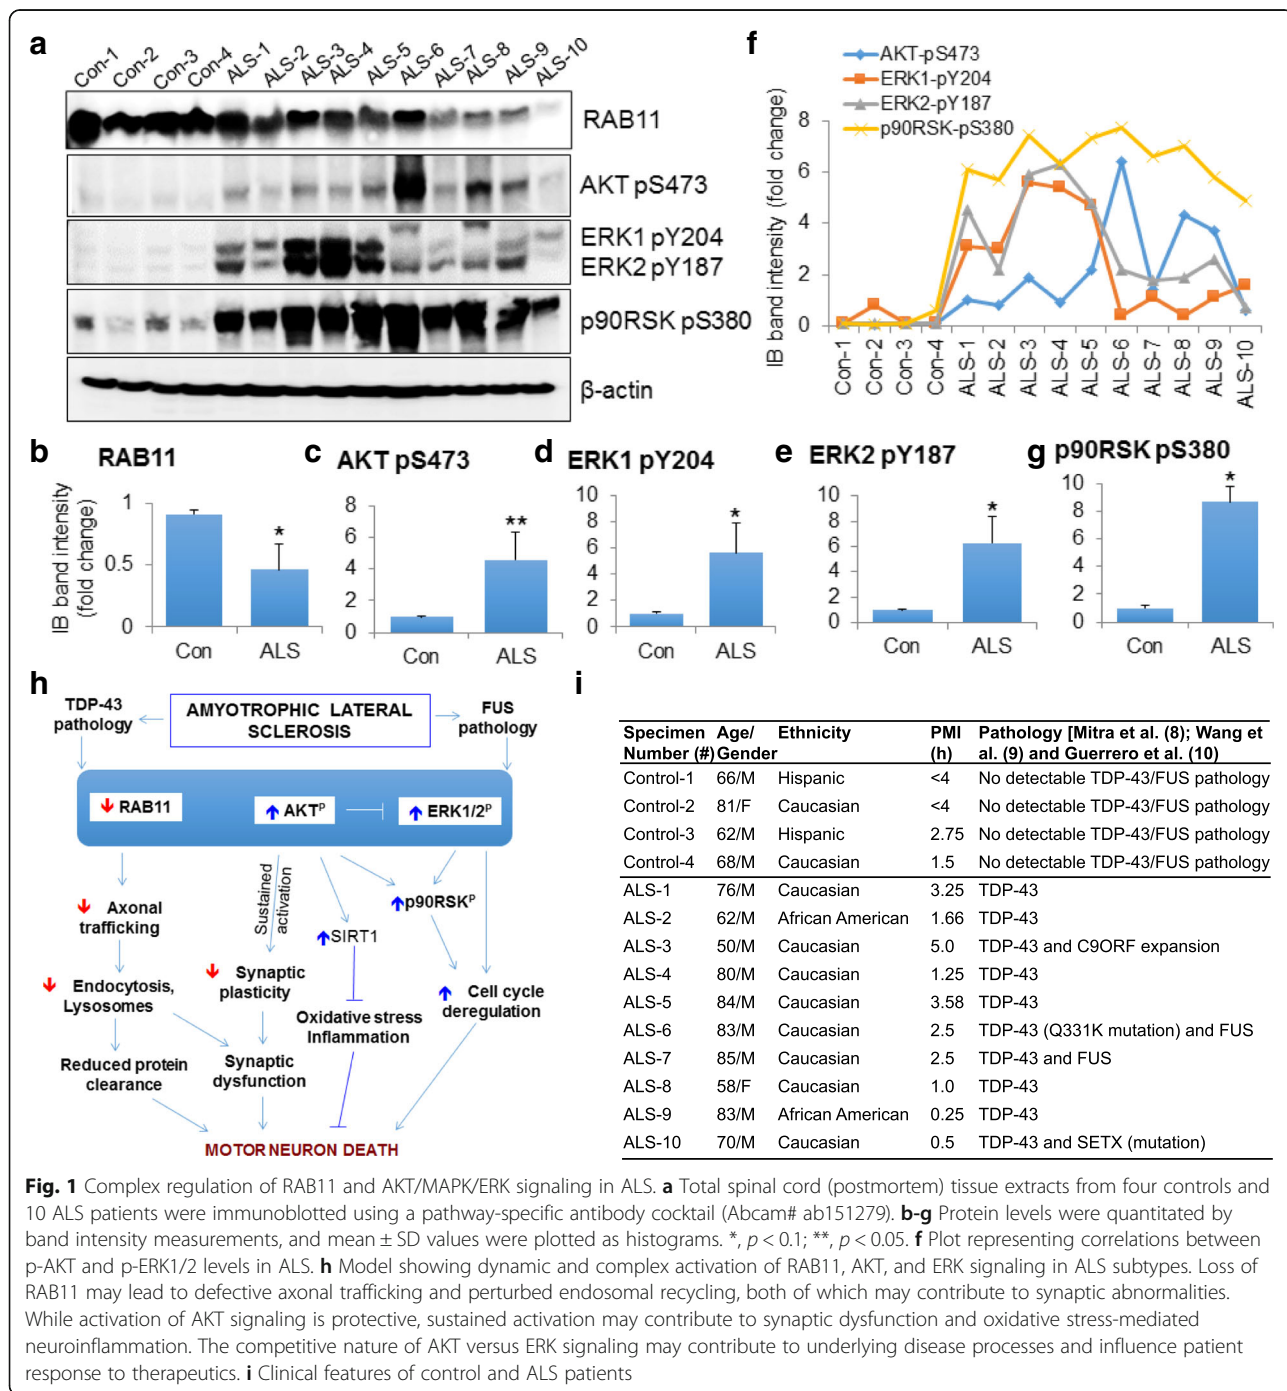 a
Con-1 Con-2 Con-3 Con-4 ALS-1 ALS-2 ALS-3 ALS-4 ALS-5 ALS-6 ALS-7 ALS-8 ALS-9 ALS-10
RAB11
AKT pS473
ERK1 pY204
ERK2 pY187
p90RSK pS380
β-actin
f
AKT-pS473
ERK1-pY204
ERK2-pY187
p90RSK-pS380
IB band intensity (fold change)
8
6
4
2
0
Con-1 Con-2 Con-3 Con-4 ALS-1 ALS-2 ALS-3 ALS-4 ALS-5 ALS-6 ALS-7 ALS-8 ALS-9 ALS-10
b RAB11
IB band intensity
(fold change)
1
0.5
0
*
Con ALS
c AKT pS473
8
6
4
2
0
**
Con ALS
d ERK1 pY204
10
8
6
4
2
0
*
Con ALS
e ERK2 pY187
10
8
6
4
2
0
*
Con ALS
g p90RSK pS380
10
8
6
4
2
0
*
Con ALS
h
TDP-43
pathology
AMYOTROPHIC LATERAL
SCLEROSIS
FUS
pathology
RAB11
AKTᴾ
ERK1/2ᴾ
Sustained
activation
p90RSKᴾ
Axonal
trafficking
SIRT1
Endocytosis,
Lysosomes
Synaptic
plasticity
Oxidative stress
Inflammation
Cell cycle
deregulation
Reduced protein
clearance
Synaptic
dysfunction
MOTOR NEURON DEATH
i
Specimen Age/ Ethnicity PMI Pathology [Mitra et al. (8); Wang et
Number (#) Gender (h) al. (9) and Guerrero et al. (10)
Control-1 66/M Hispanic <4 No detectable TDP-43/FUS pathology
Control-2 81/F Caucasian <4 No detectable TDP-43/FUS pathology
Control-3 62/M Hispanic 2.75 No detectable TDP-43/FUS pathology
Control-4 68/M Caucasian 1.5 No detectable TDP-43/FUS pathology
ALS-1 76/M Caucasian 3.25 TDP-43
ALS-2 62/M African American 1.66 TDP-43
ALS-3 50/M Caucasian 5.0 TDP-43 and C9ORF expansion
ALS-4 80/M Caucasian 1.25 TDP-43
ALS-5 84/M Caucasian 3.58 TDP-43
ALS-6 83/M Caucasian 2.5 TDP-43 (Q331K mutation) and FUS
ALS-7 85/M Caucasian 2.5 TDP-43 and FUS
ALS-8 58/F Caucasian 1.0 TDP-43
ALS-9 83/M African American 0.25 TDP-43
ALS-10 70/M Caucasian 0.5 TDP-43 and SETX (mutation)
Fig. 1 Complex regulation of RAB11 and AKT/MAPK/ERK signaling in ALS. a Total spinal cord (postmortem) tissue extracts from four controls and
10 ALS patients were immunoblotted using a pathway-specific antibody cocktail (Abcam# ab151279). b-g Protein levels were quantitated by
band intensity measurements, and mean ± SD values were plotted as histograms. *, p < 0.1; **, p < 0.05. f Plot representing correlations between
p-AKT and p-ERK1/2 levels in ALS. h Model showing dynamic and complex activation of RAB11, AKT, and ERK signaling in ALS subtypes. Loss of
RAB11 may lead to defective axonal trafficking and perturbed endosomal recycling, both of which may contribute to synaptic abnormalities.
While activation of AKT signaling is protective, sustained activation may contribute to synaptic dysfunction and oxidative stress-mediated
neuroinflammation. The competitive nature of AKT versus ERK signaling may contribute to underlying disease processes and influence patient
response to therapeutics. i Clinical features of control and ALS patients